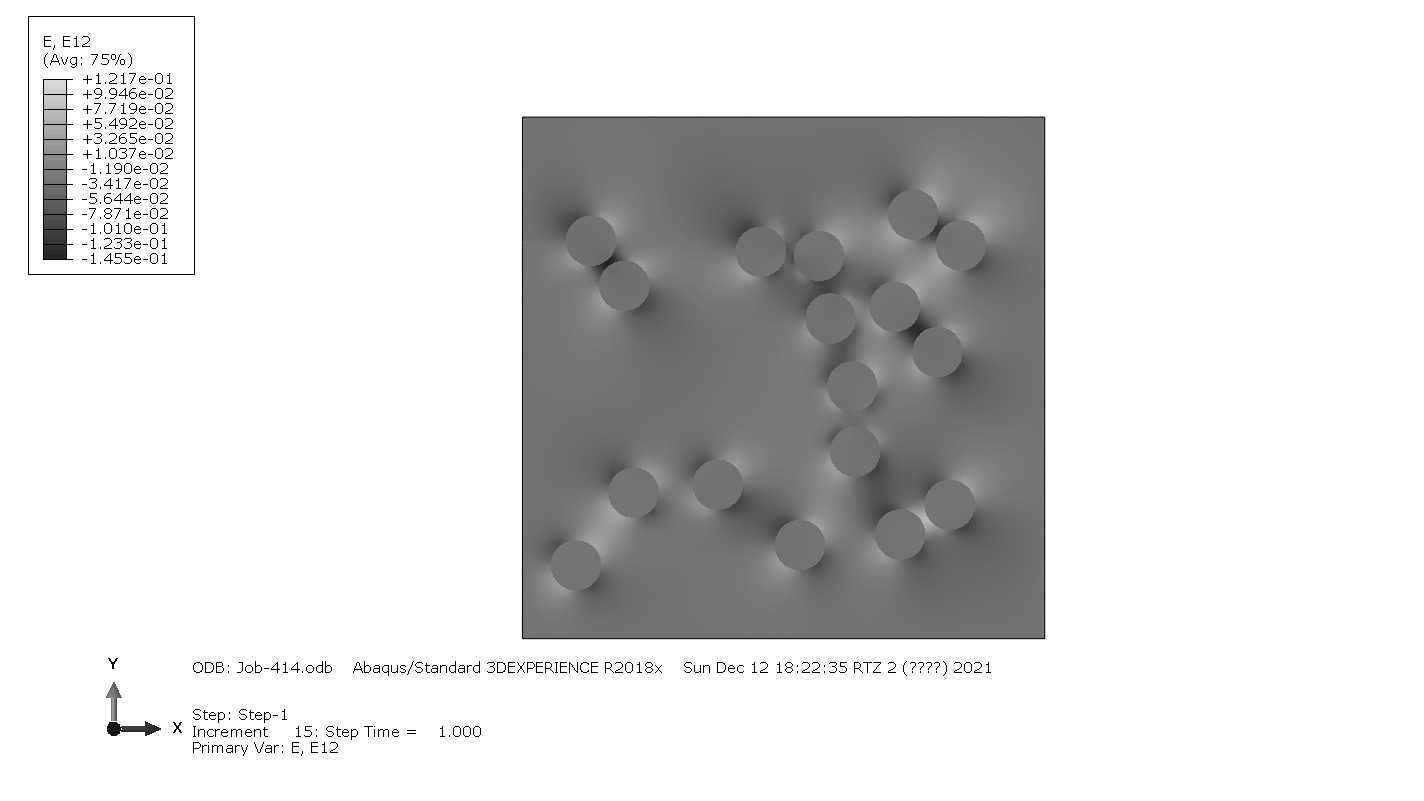 E, E12
(Avg: 75%)
+1.217e-01
+9.946e-02
+7.719e-02
+5.492e-02
+3.265e-02
+1.037e-02
-1.190e-02
-3.417e-02
-5.644e-02
-7.871e-02
-1.010e-01
-1.233e-01
-1.455e-01
Y
X
ODB: Job-414.odb Abaqus/Standard 3DEXPERIENCE R2018x Sun Dec 12 18:22:35 RTZ 2 (????) 2021
Step: Step-1
Increment 15: Step Time = 1.000
Primary Var: E, E12